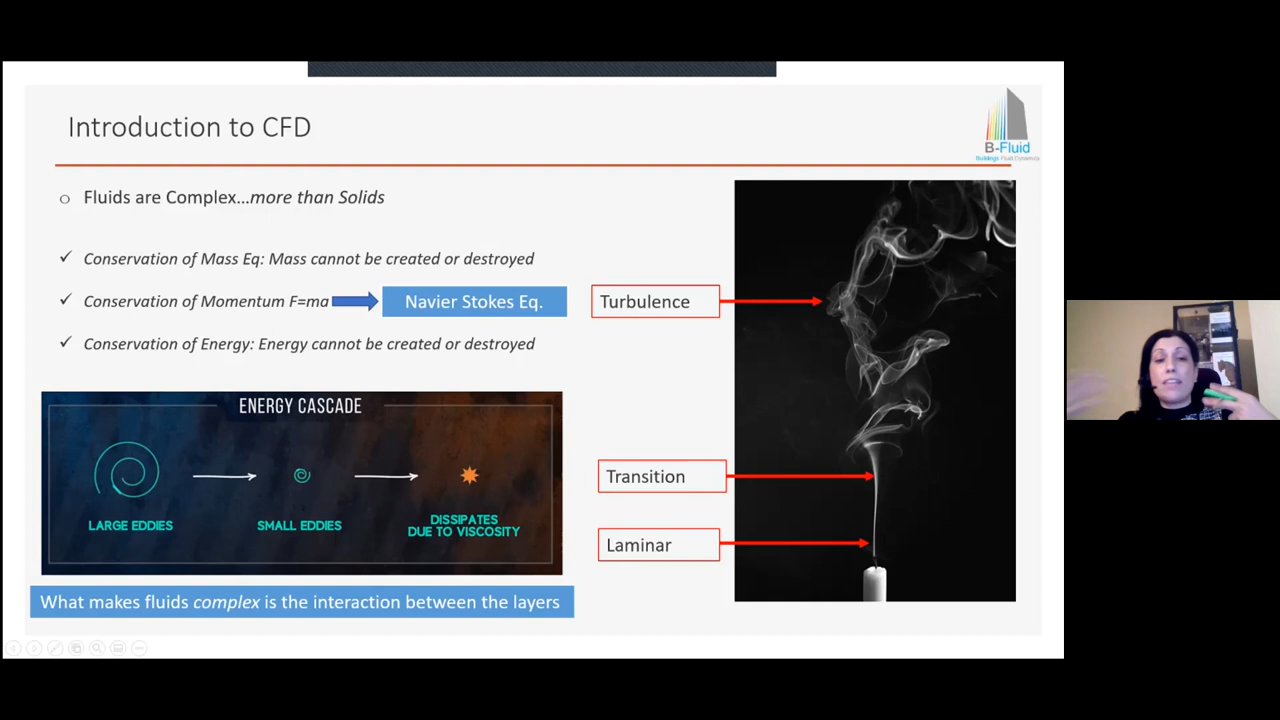 Introduction to CFD
B-Fluid
Buildings Fluid Dynamics
Fluids are Complex...more than Solids
Conservation of Mass Eq: Mass cannot be created or destroyed
Conservation of Momentum F=ma
Navier Stokes Eq.
Conservation of Energy: Energy cannot be created or destroyed
Turbulence
Transition
Laminar
ENERGY CASCADE
LARGE EDDIES
SMALL EDDIES
DISSIPATES
DUE TO VISCOSITY
What makes fluids complex is the interaction between the layers